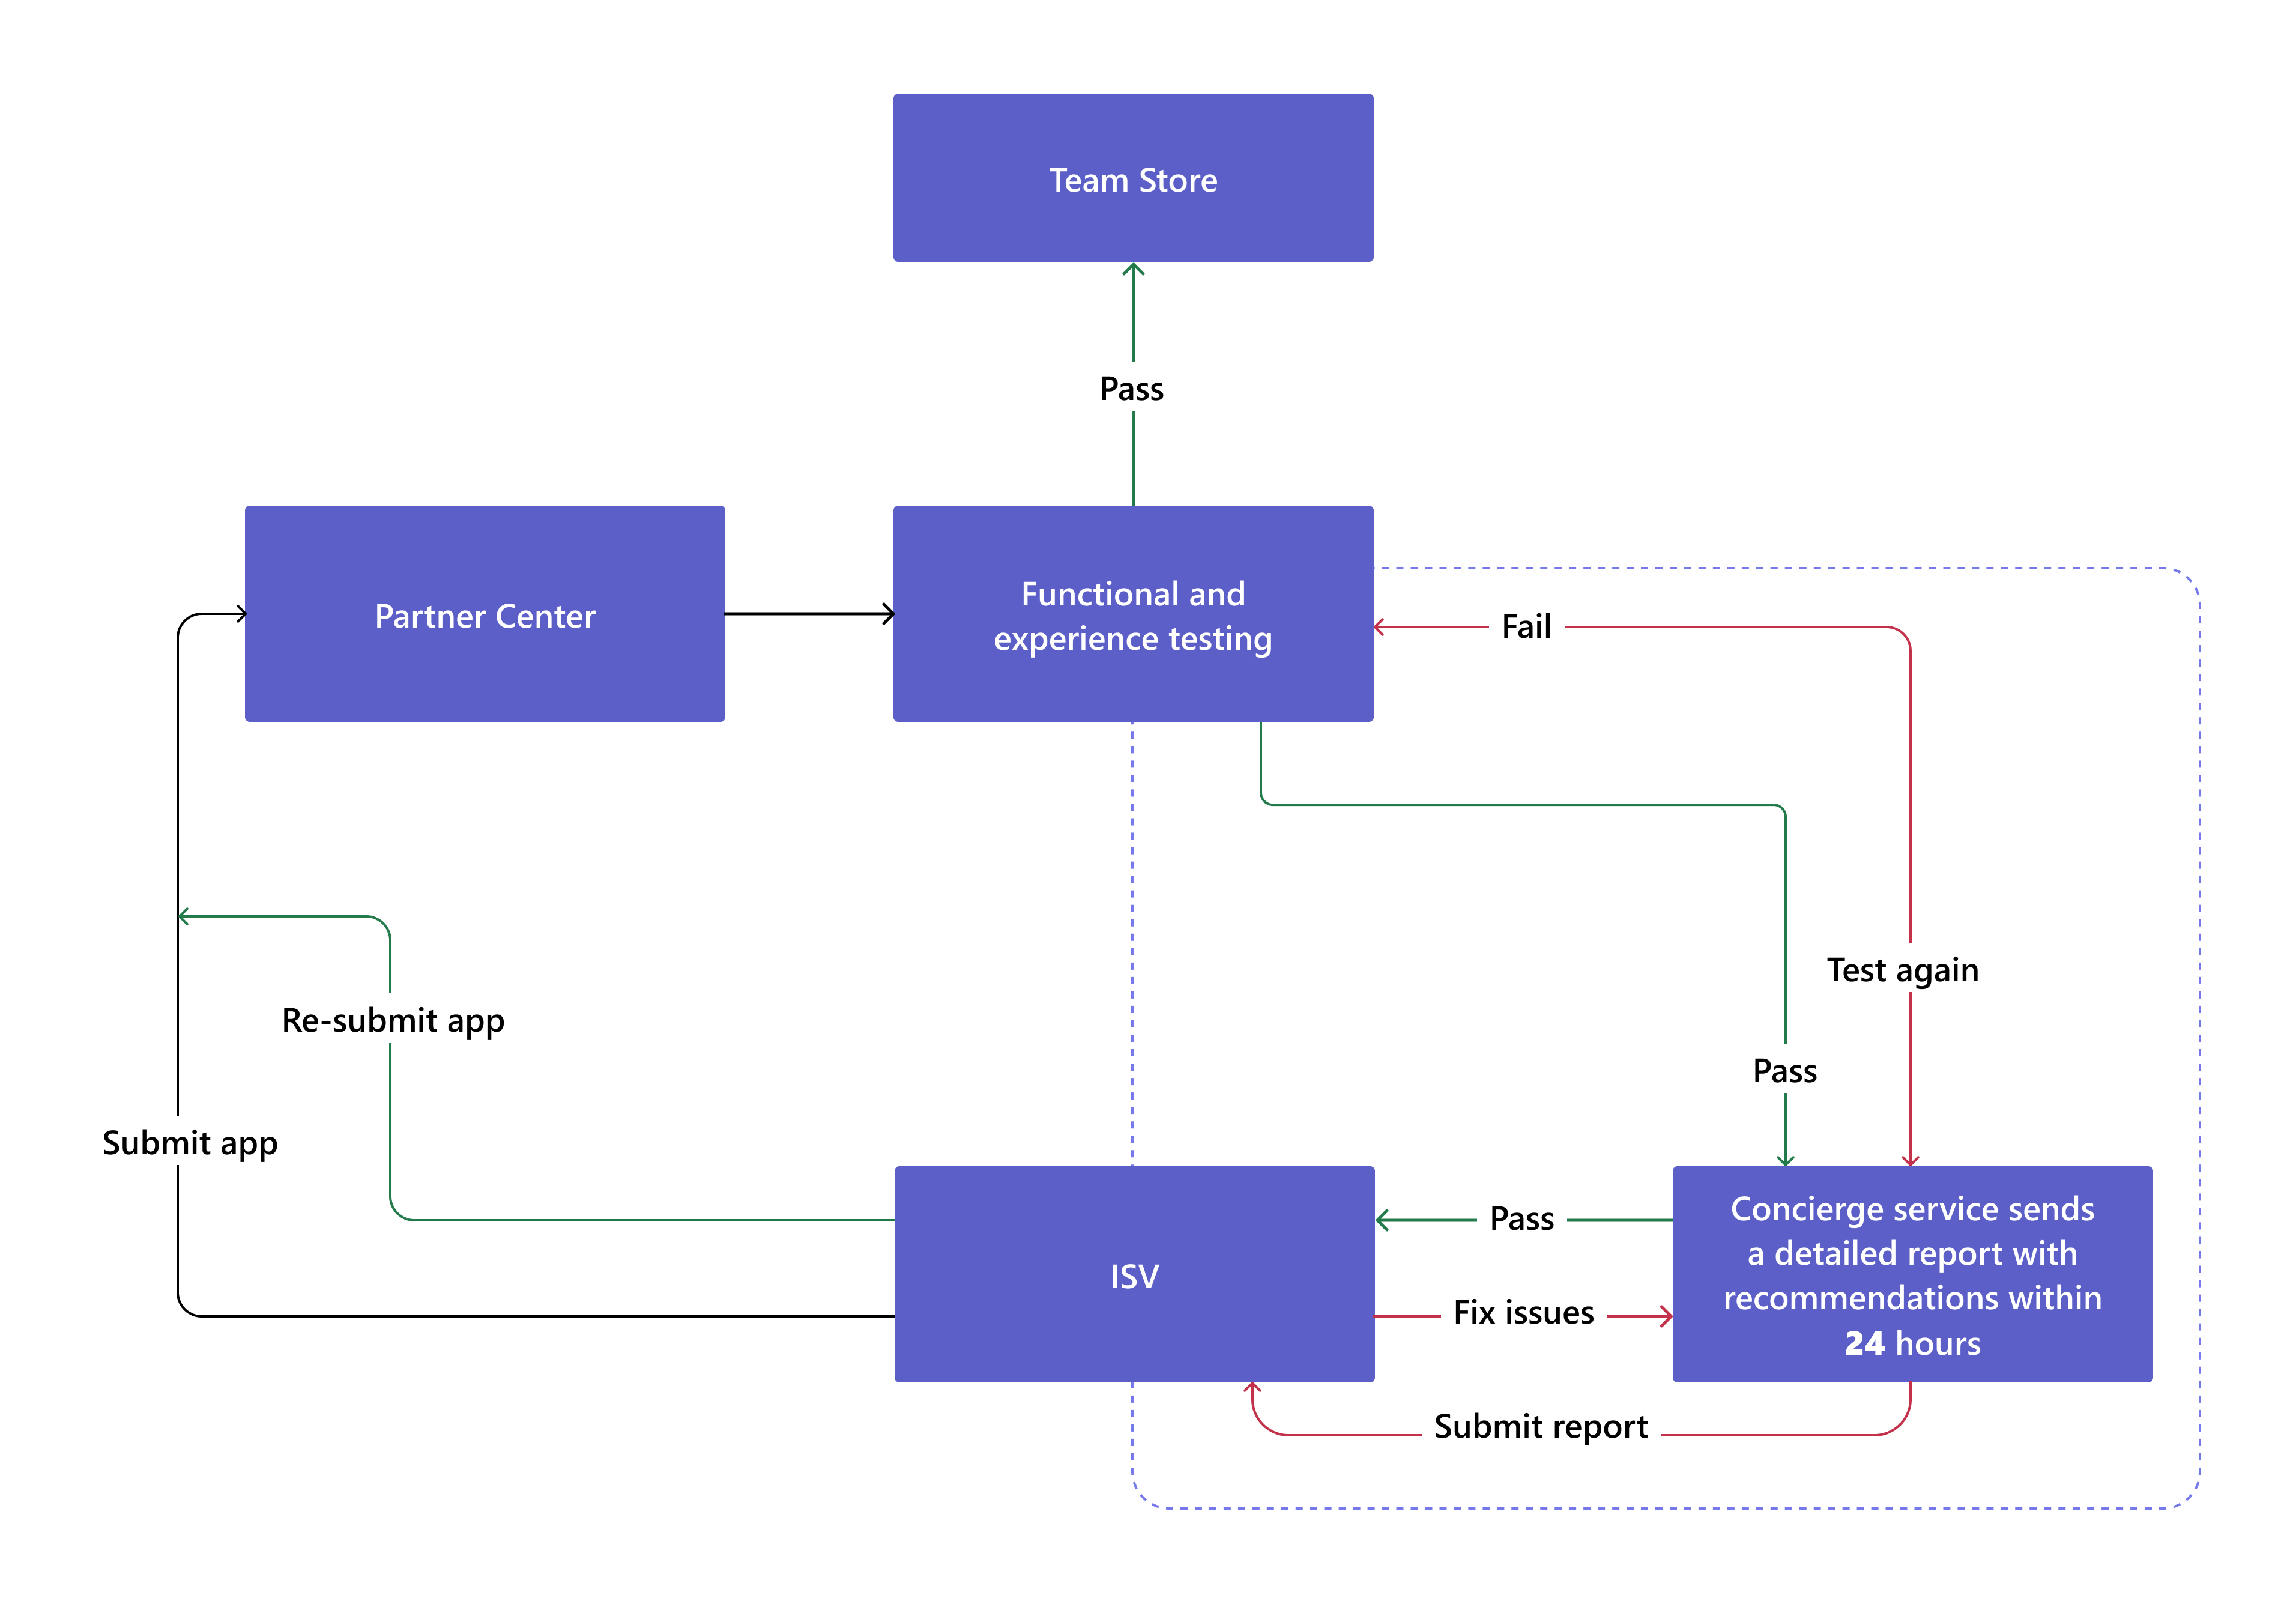 Team Store
Pass
Partner Center
Functional and
experience testing
Fail
Test again
Re-submit app
Pass
Submit app
Pass
Fix issues
ISV
Concierge service sends
a detailed report with
recommendations within
24 hours
Submit report